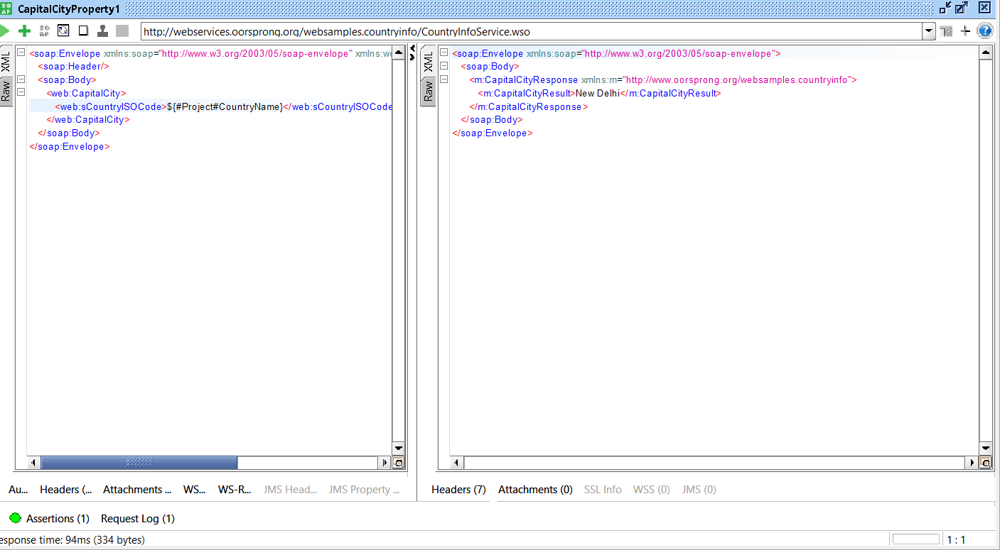 CapitalCityProperty1
http://webservices.oorsprong.org/websamples.countryinfo/CountryInfoService.wso
XML
Raw
<soap:Envelope xmlns:soap="http://www.w3.org/2003/05/soap-envelope" xmlns:we
<soap:Header/>
<soap:Body>
<web:CapitalCity>
<web:sCountryISOCode>${#Project#CountryName}</web:sCountryISOCode
</web:CapitalCity>
</soap:Body>
</soap:Envelope>
XML
Raw
<soap:Envelope xmlns:soap="http://www.w3.org/2003/05/soap-envelope">
<soap:Body>
<m:CapitalCityResponse xmlns:m="http://www.oorsprong.org/websamples.countryinfo">
<m:CapitalCityResult>New Delhi</m:CapitalCityResult>
</m:CapitalCityResponse>
</soap:Body>
</soap:Envelope>
Au... Headers (... Attachments ... WS... WS-R... JMS Head... JMS Property ...
Headers (7) Attachments (0) SSL Info WSS (0) JMS (0)
Assertions (1) Request Log (1)
esponse time: 94ms (334 bytes)
1 : 1